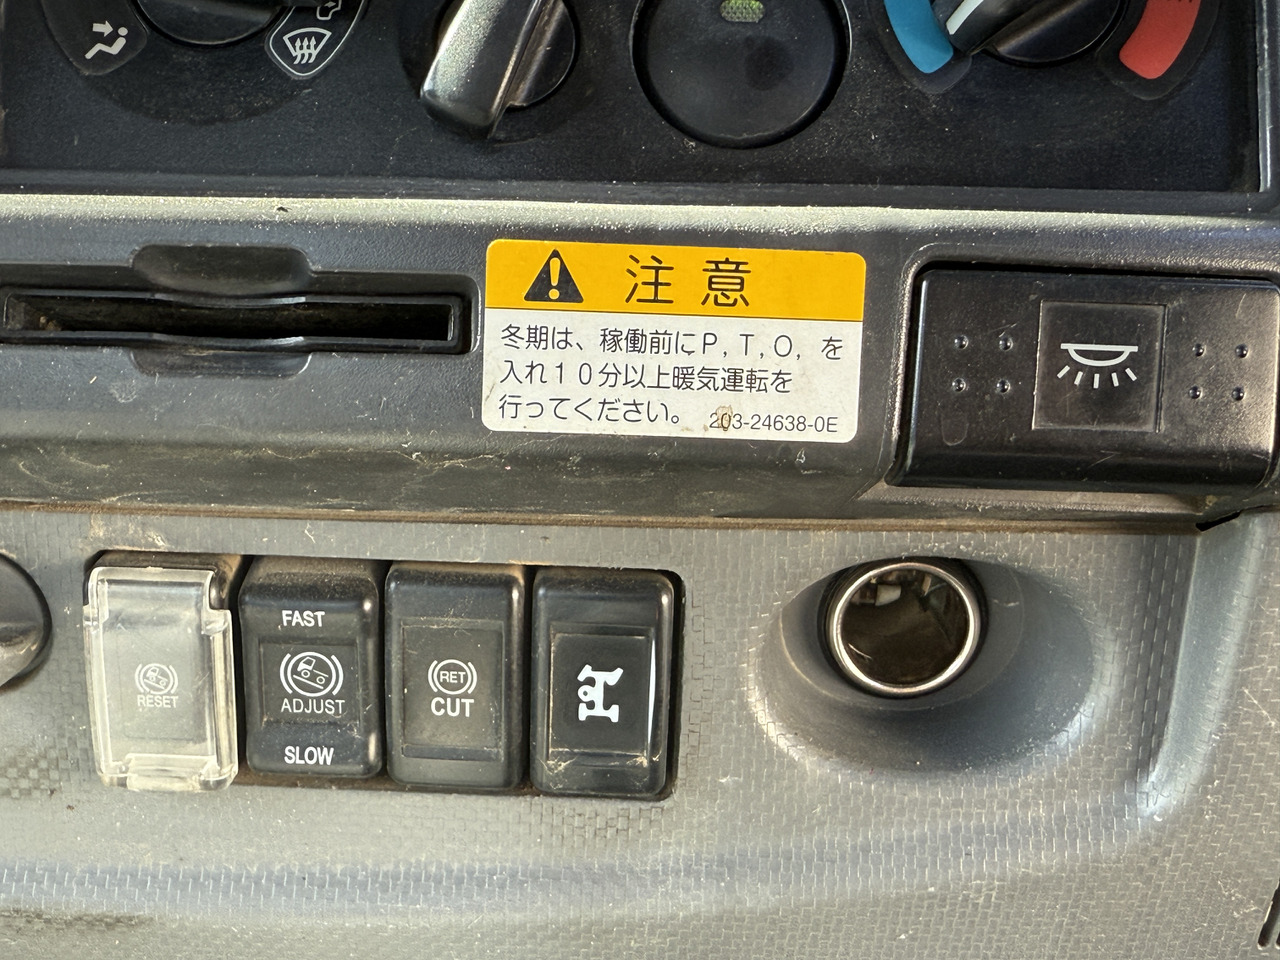 注意
冬期は、稼働前にP,T,O,を
入れ10分以上暖気運転を
行ってください。 203-24638-0E
RESET
FAST
ADJUST
SLOW
RET
CUT